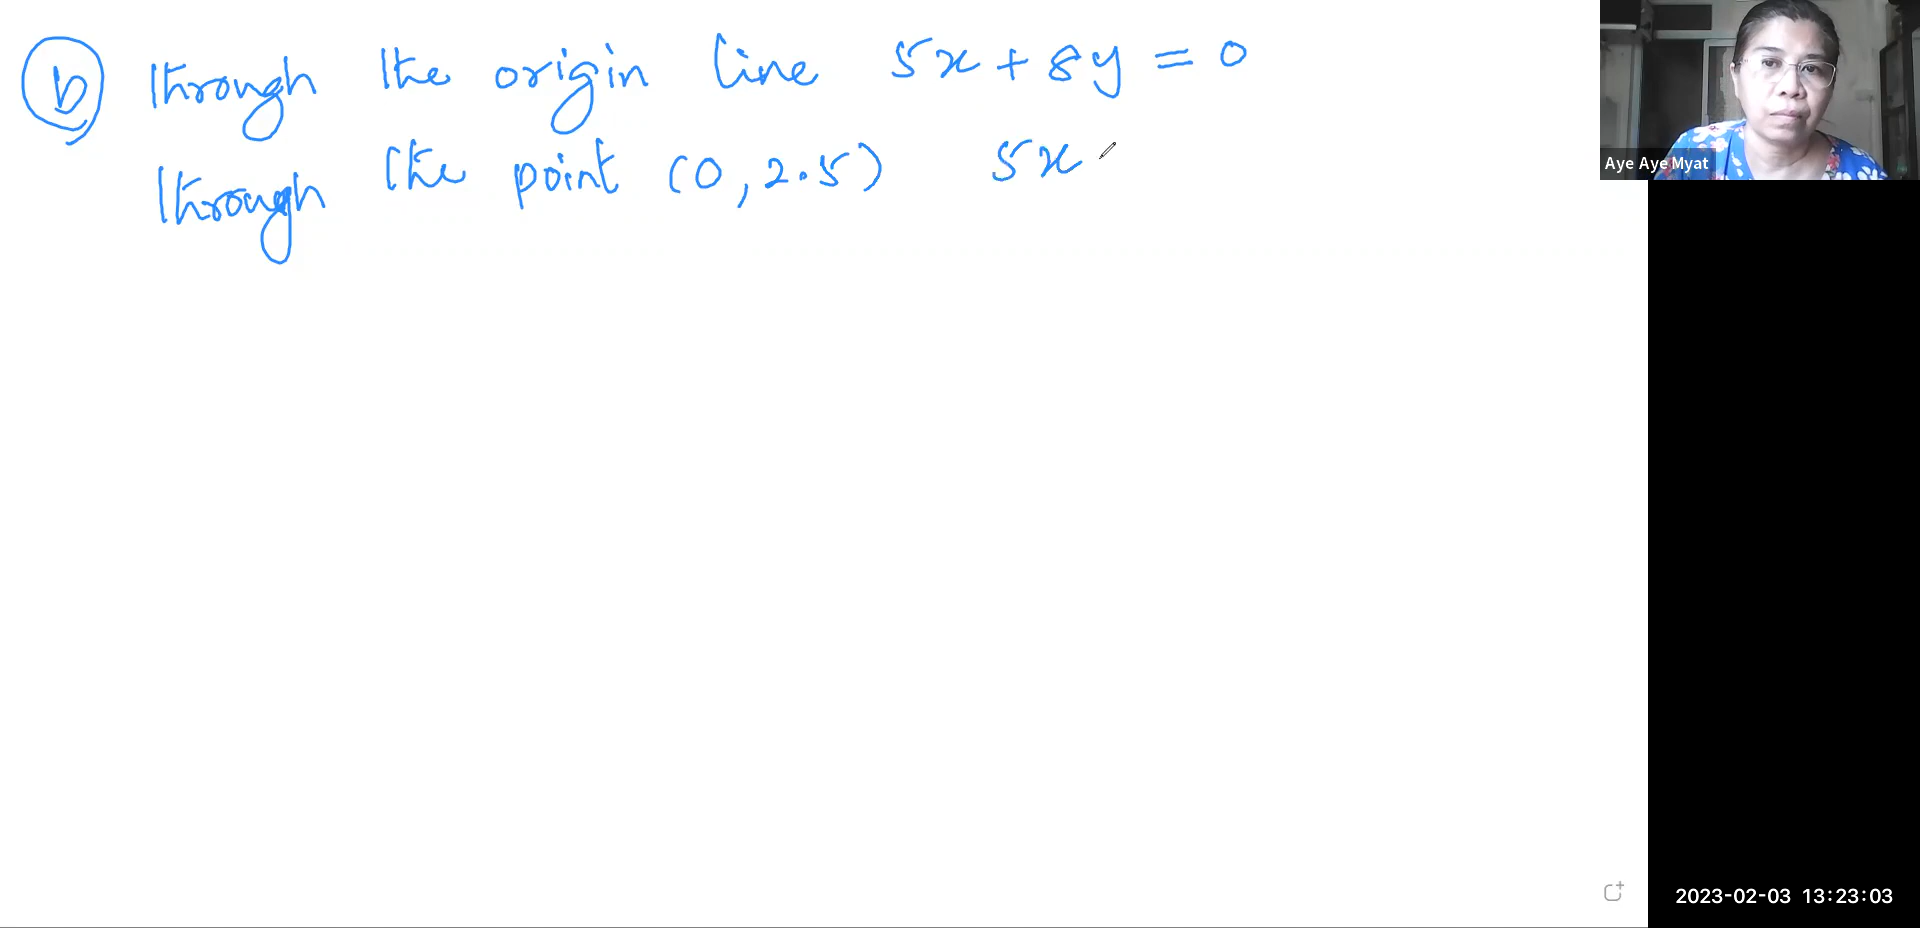 b through the origin line 5x + 8y = 0
through the point (0, 2.5) 5x
Aye Aye Myat
2023-02-03 13:23:03